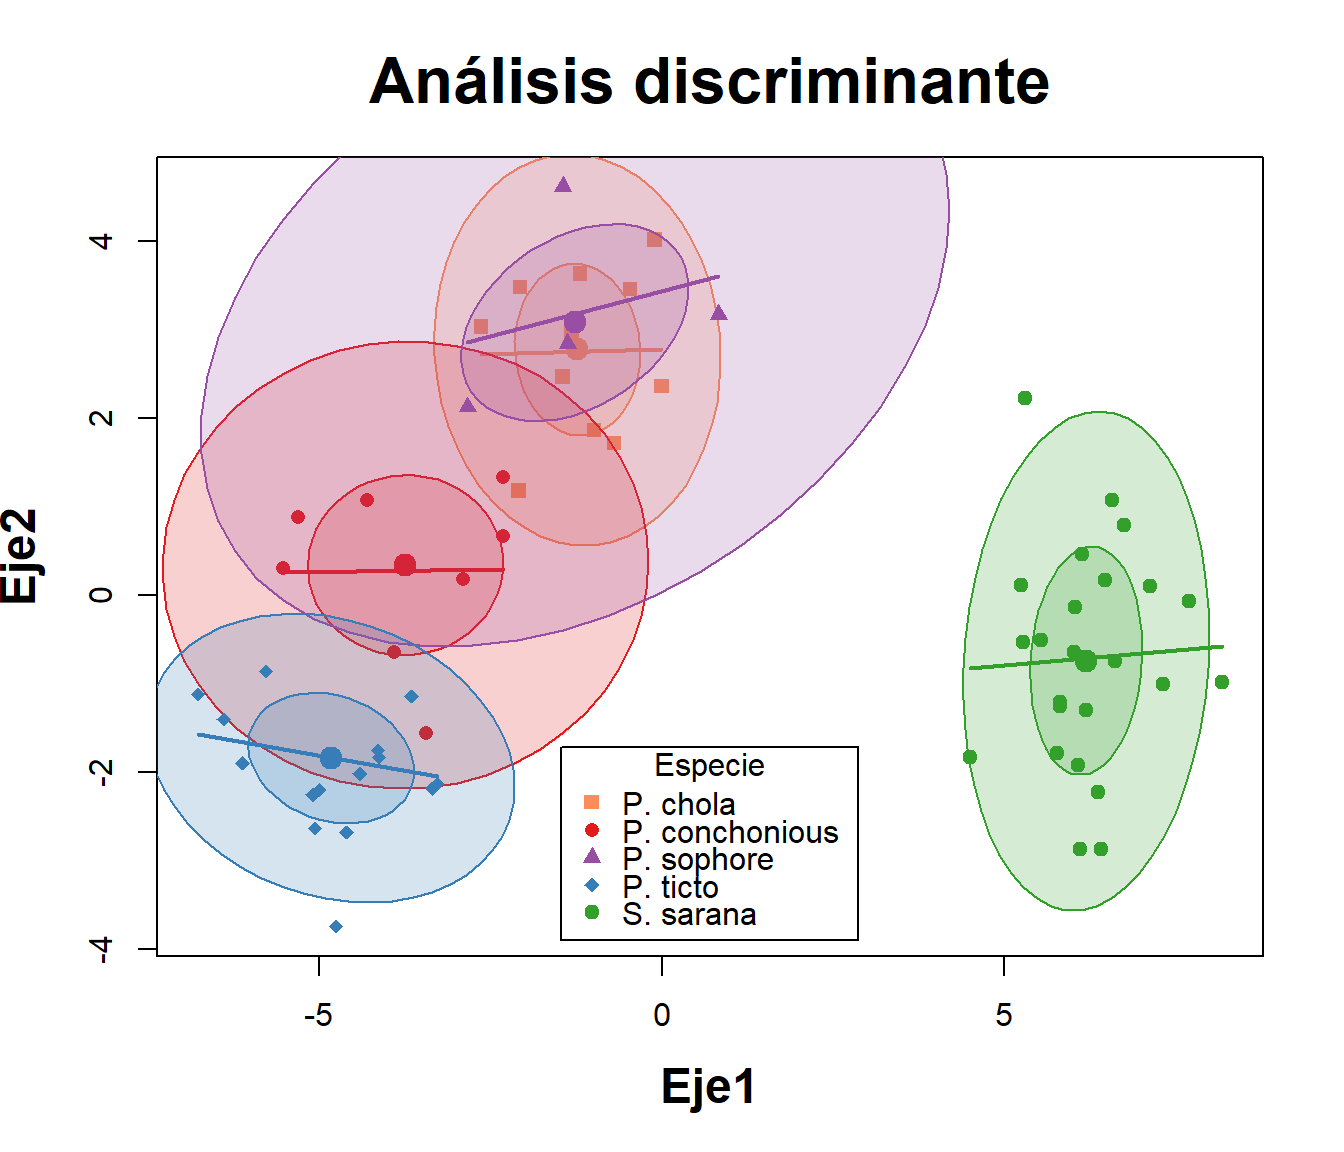 Análisis discriminante
Eje2
4
2
0
-2
-4
Especie
P. chola
P. conchonious
P. sophore
P. ticto
S. sarana
-5
0
5
Eje1